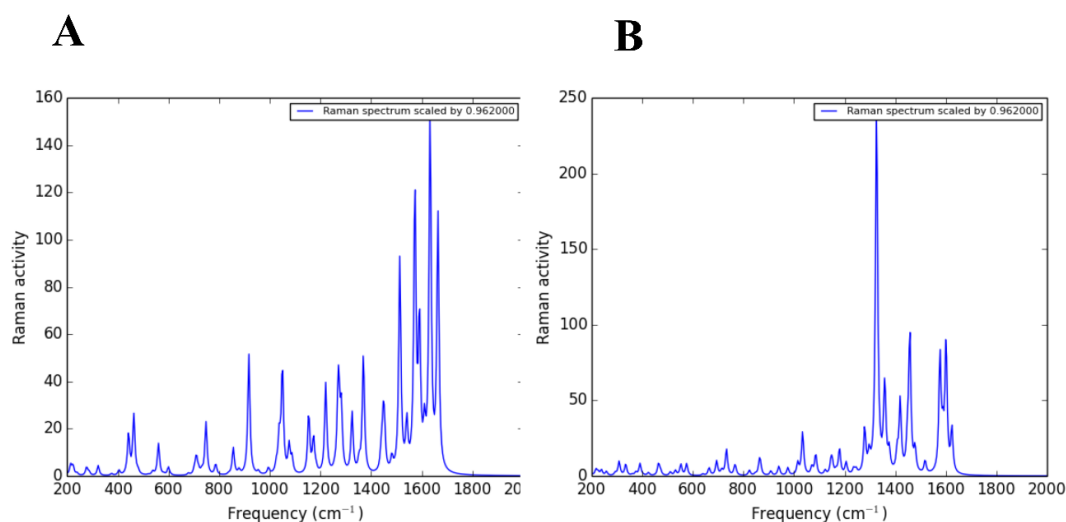 A
B
160
140
120
100
80
60
40
20
0
Raman activity
Raman spectrum scaled by 0.962000
200 400 600 800 1000 1200 1400 1600 1800 200
Frequency (cm⁻¹)
250
200
150
100
50
0
Raman activity
Raman spectrum scaled by 0.962000
200 400 600 800 1000 1200 1400 1600 1800 2000
Frequency (cm⁻¹)